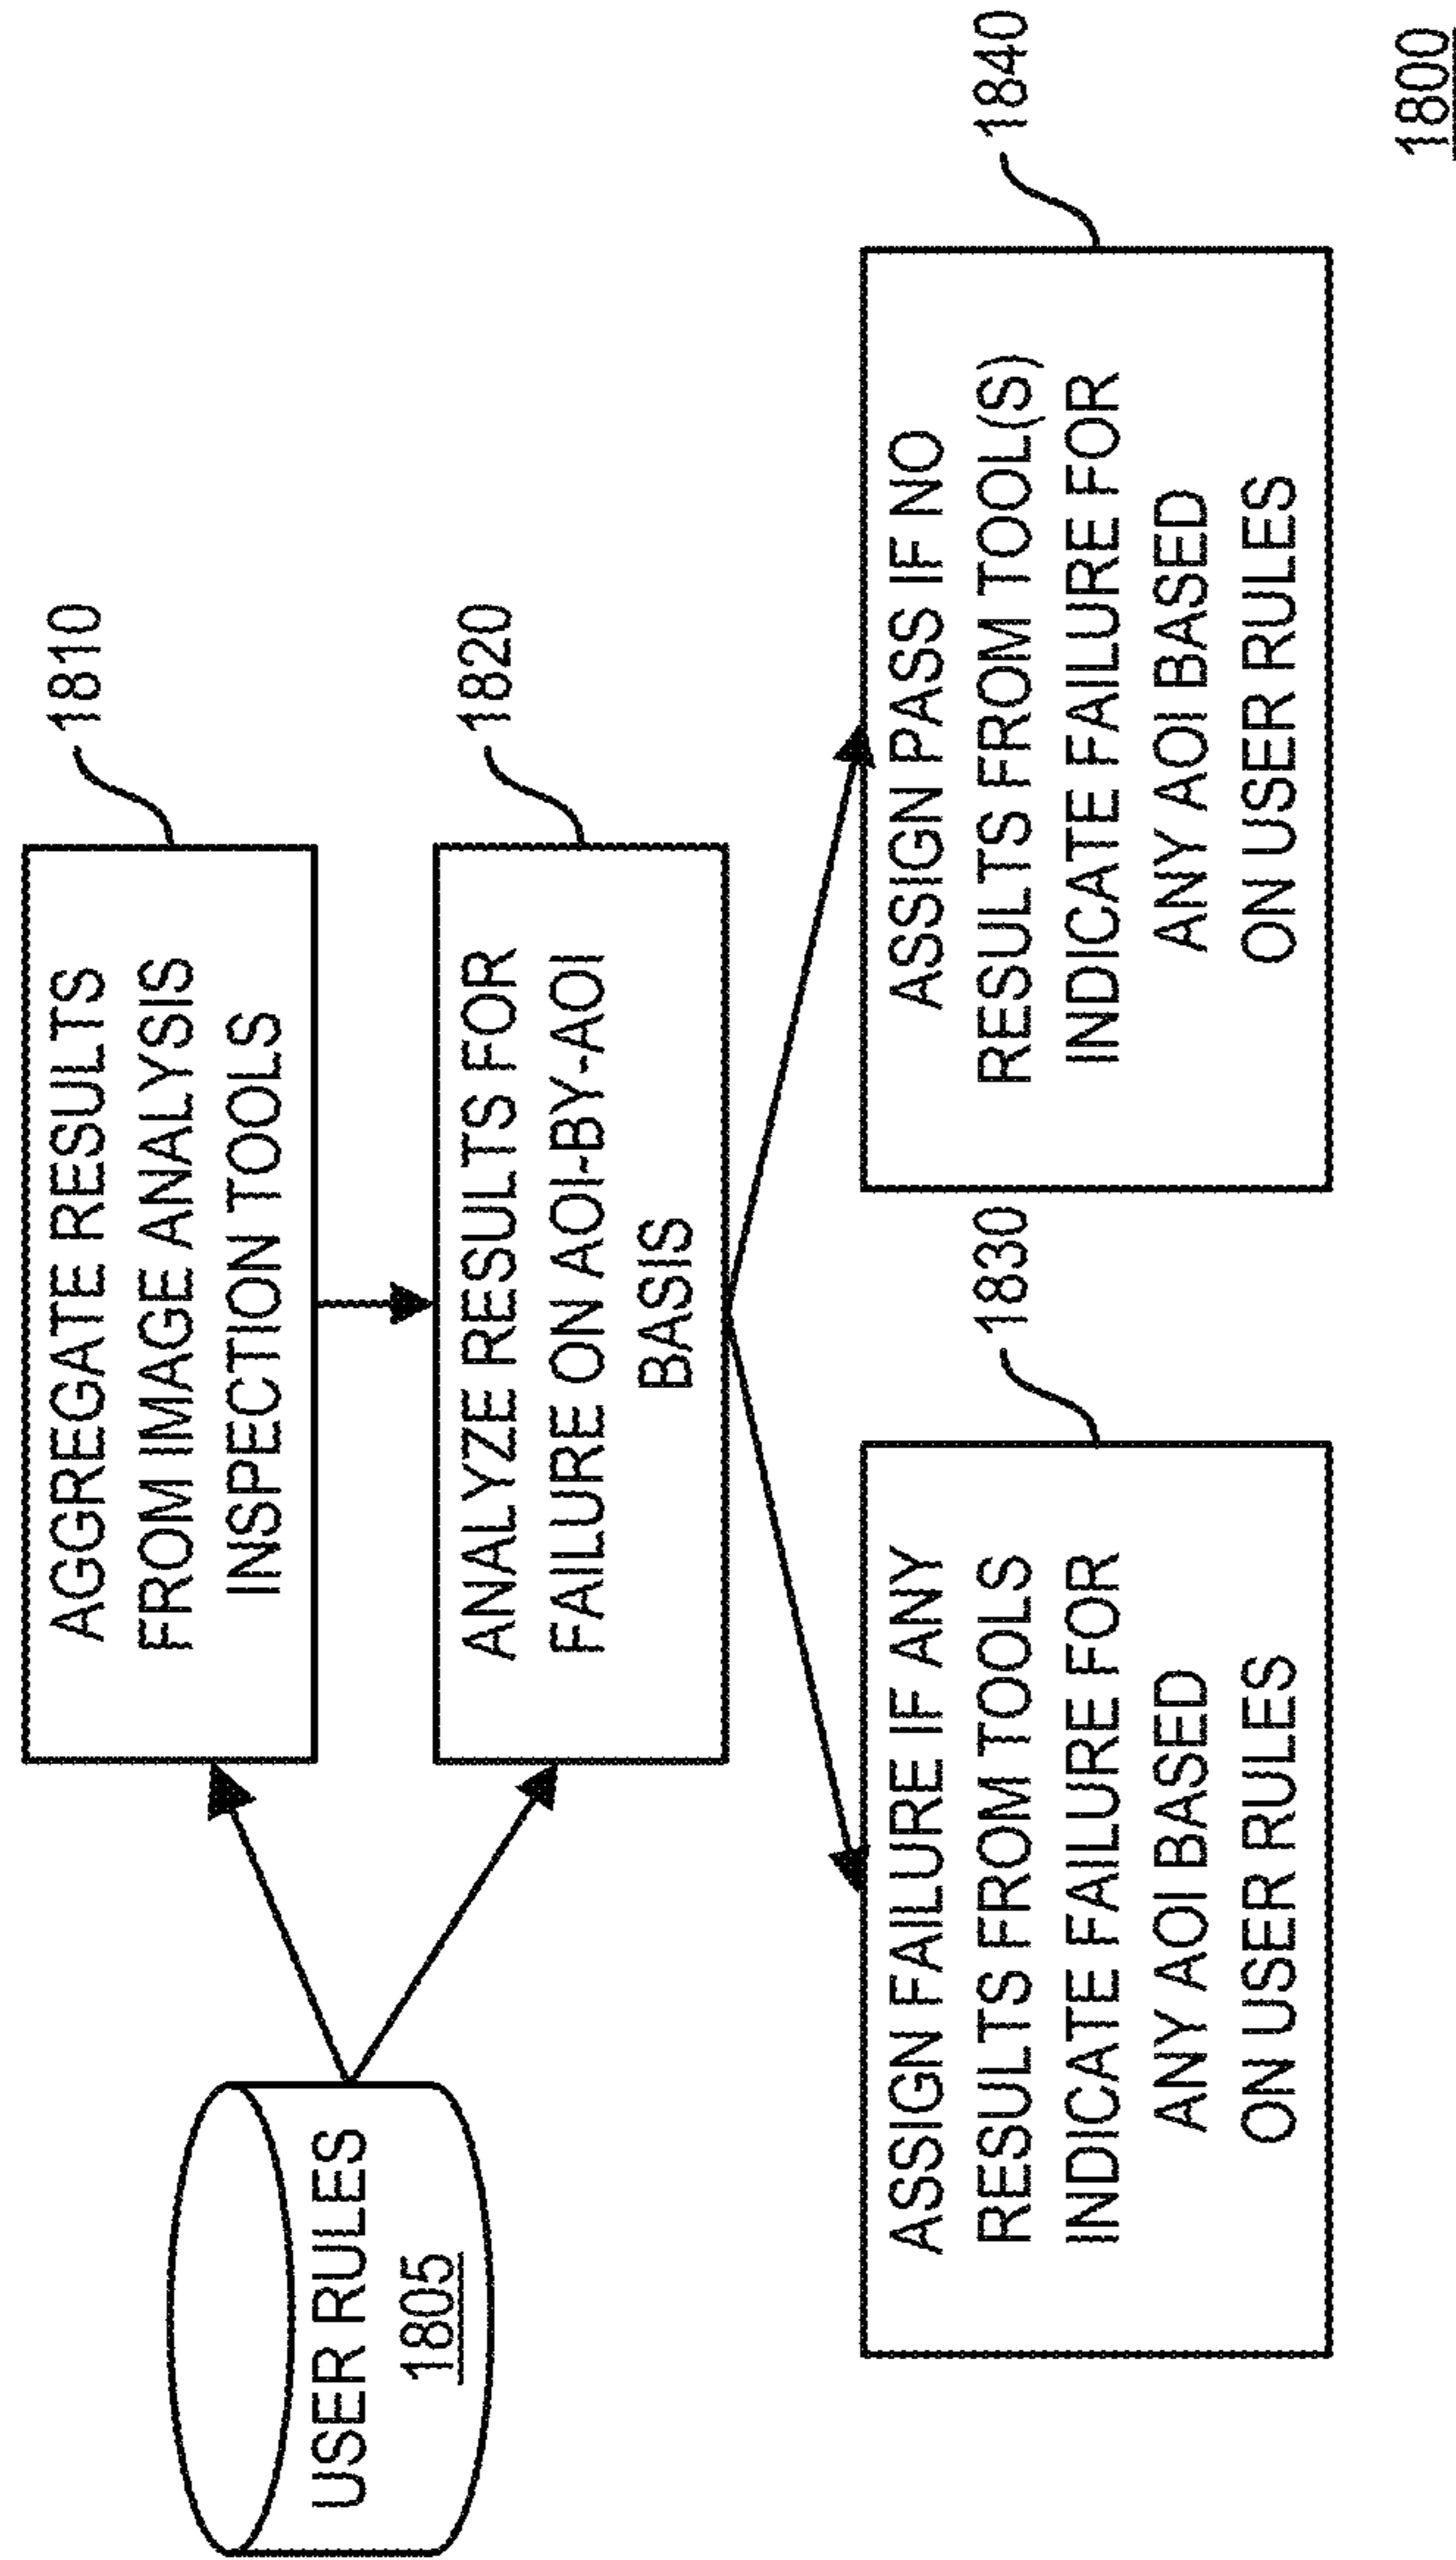 USER RULES
1805
AGGREGATE RESULTS
FROM IMAGE ANALYSIS
INSPECTION TOOLS
1810
ANALYZE RESULTS FOR
FAILURE ON AOI-BY-AOI
BASIS
1820
ASSIGN FAILURE IF ANY
RESULTS FROM TOOLS
INDICATE FAILURE FOR
ANY AOI BASED
ON USER RULES
1830
ASSIGN PASS IF NO
RESULTS FROM TOOL(S)
INDICATE FAILURE FOR
ANY AOI BASED
ON USER RULES
1840
1800